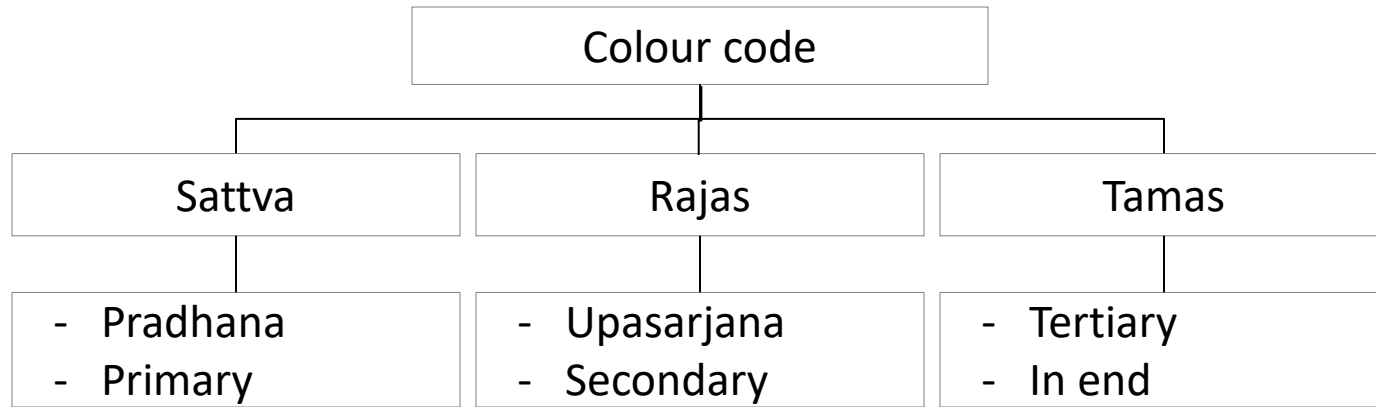 Colour code
Sattva
Rajas
Tamas
- Pradhana
- Primary
- Upasarjana
- Secondary
- Tertiary
- In end